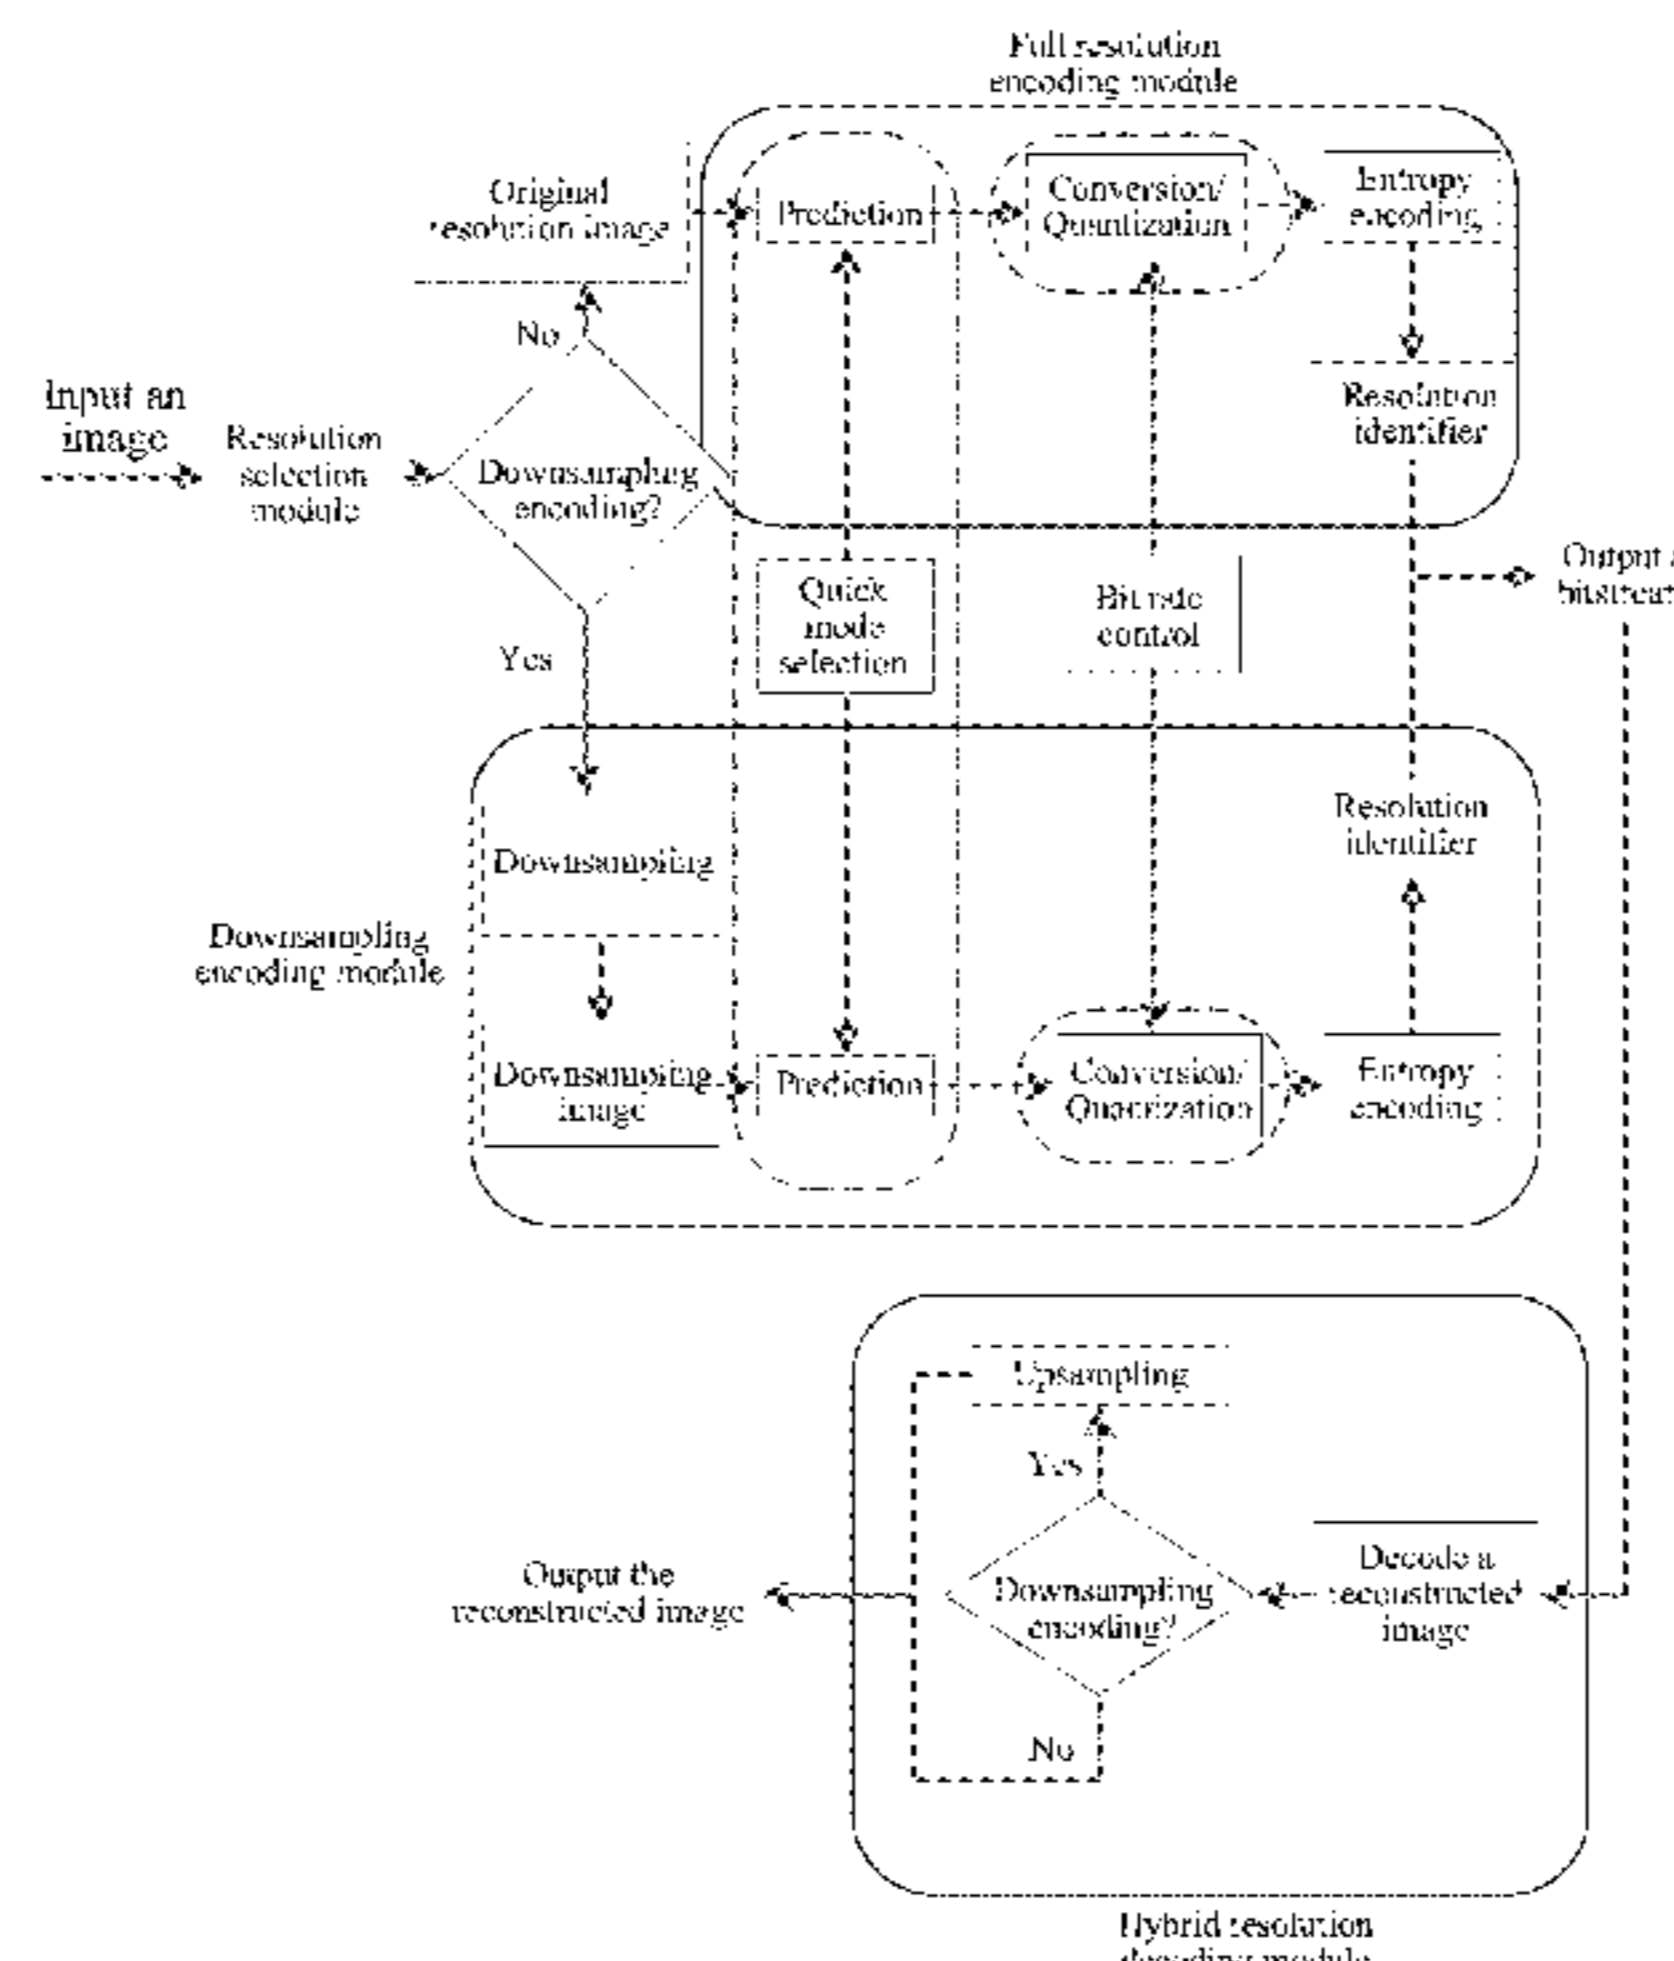 Full resolution
encoding module
Original
resolution image
Prediction
Conversion/
Quantization
Entropy
encoding
No
Input an
image
Resolution
selection
module
Downsampling
encoding?
Resolution
identifier
Yes
Quick
mode
selection
Bit rate
control
Output
Downsampling
Resolution
identifier
Downsampling
encoding module
Downsampling
image
Prediction
Conversion/
Quantization
Entropy
encoding
Upsampling
Yes
Output the
reconstructed image
Downsampling
encoding?
Decode a
reconstructed
image
No
Hybrid resolution
decoding module